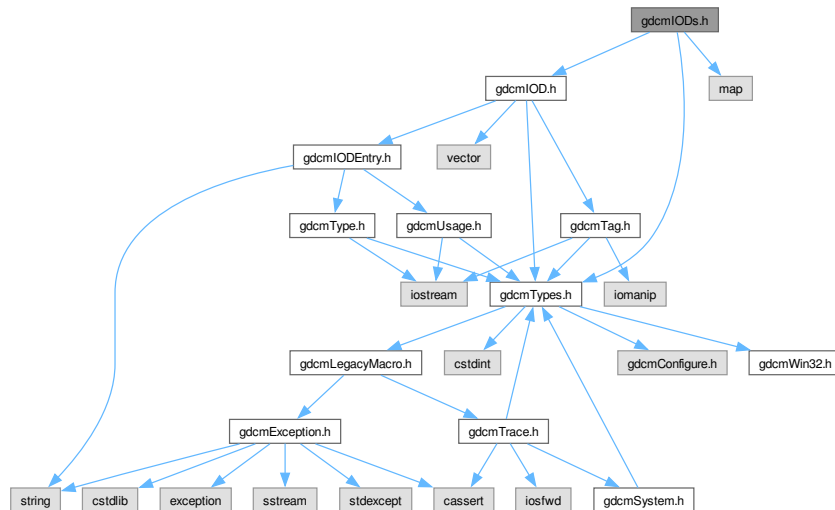 gdcmIODs.h
gdcmIOD.h
map
gdcmIODEntry.h
vector
gdcmType.h
gdcmUsage.h
gdcmTag.h
iostream
gdcmTypes.h
iomanip
gdcmLegacyMacro.h
cstdint
gdcmConfigure.h
gdcmWin32.h
gdcmException.h
gdcmTrace.h
string
cstdlib
exception
sstream
stdexcept
cassert
iosfwd
gdcmSystem.h